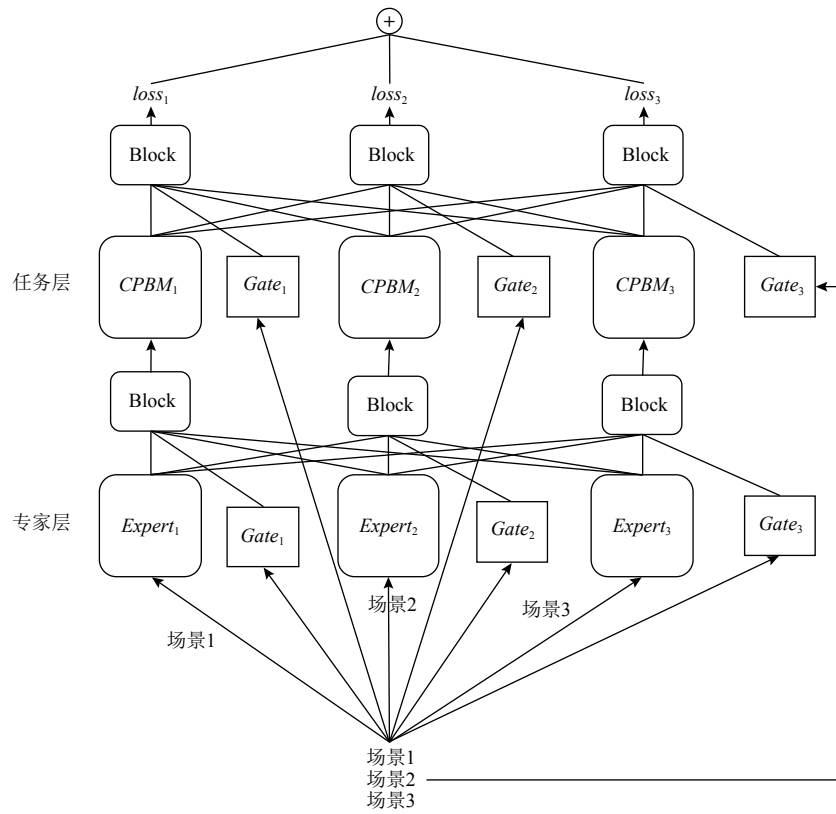 +
loss₁ loss₂ loss₃
Block Block Block
任务层 CPBM₁ Gate₁ CPBM₂ Gate₂ CPBM₃ Gate₃
Block Block Block
专家层 Expert₁ Gate₁ Expert₂ Gate₂ Expert₃ Gate₃
场景1 场景2 场景3
场景1
场景2
场景3